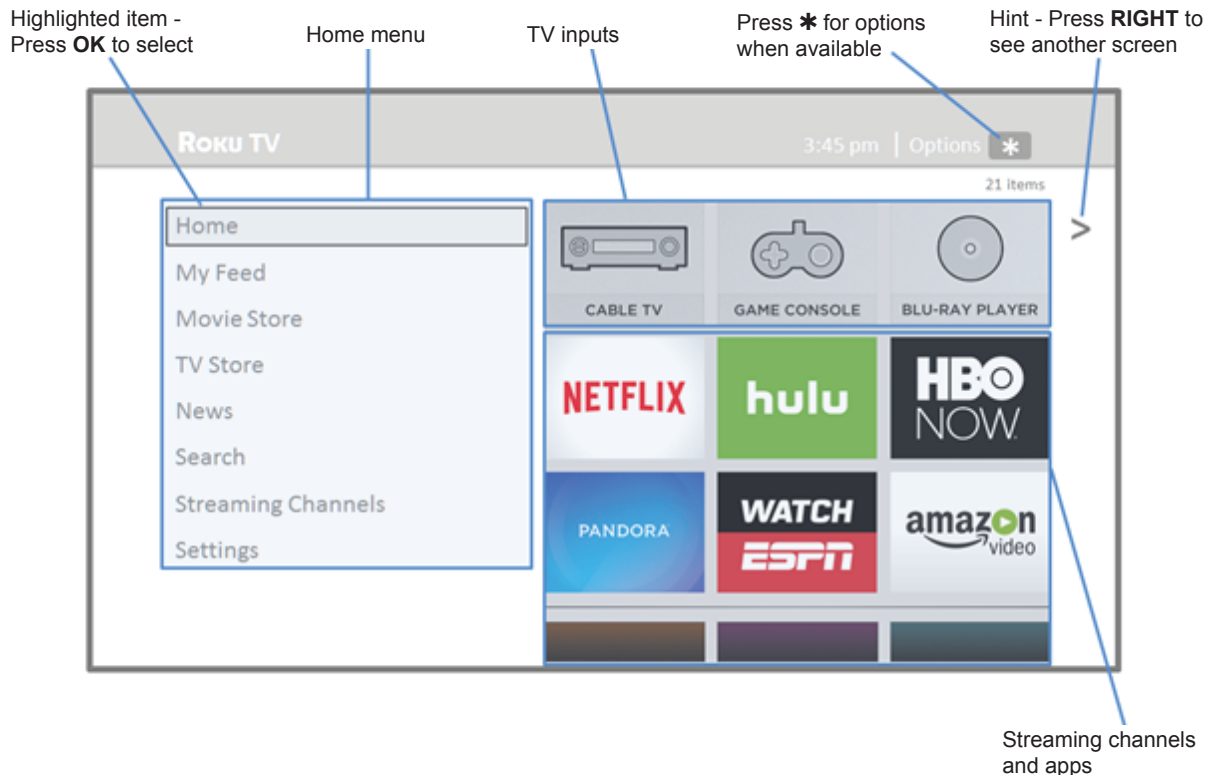 Highlighted item -
Press OK to select
Home menu
TV inputs
Press ✱ for options
when available
Hint - Press RIGHT to
see another screen
ROKU TV
3:45 pm | Options ✱
21 items
Home
My Feed
Movie Store
TV Store
News
Search
Streaming Channels
Settings
>
CABLE TV
GAME CONSOLE
BLU-RAY PLAYER
NETFLIX
hulu
HBO
NOW.
PANDORA
WATCH
ESPN
amazon
video
Streaming channels
and apps